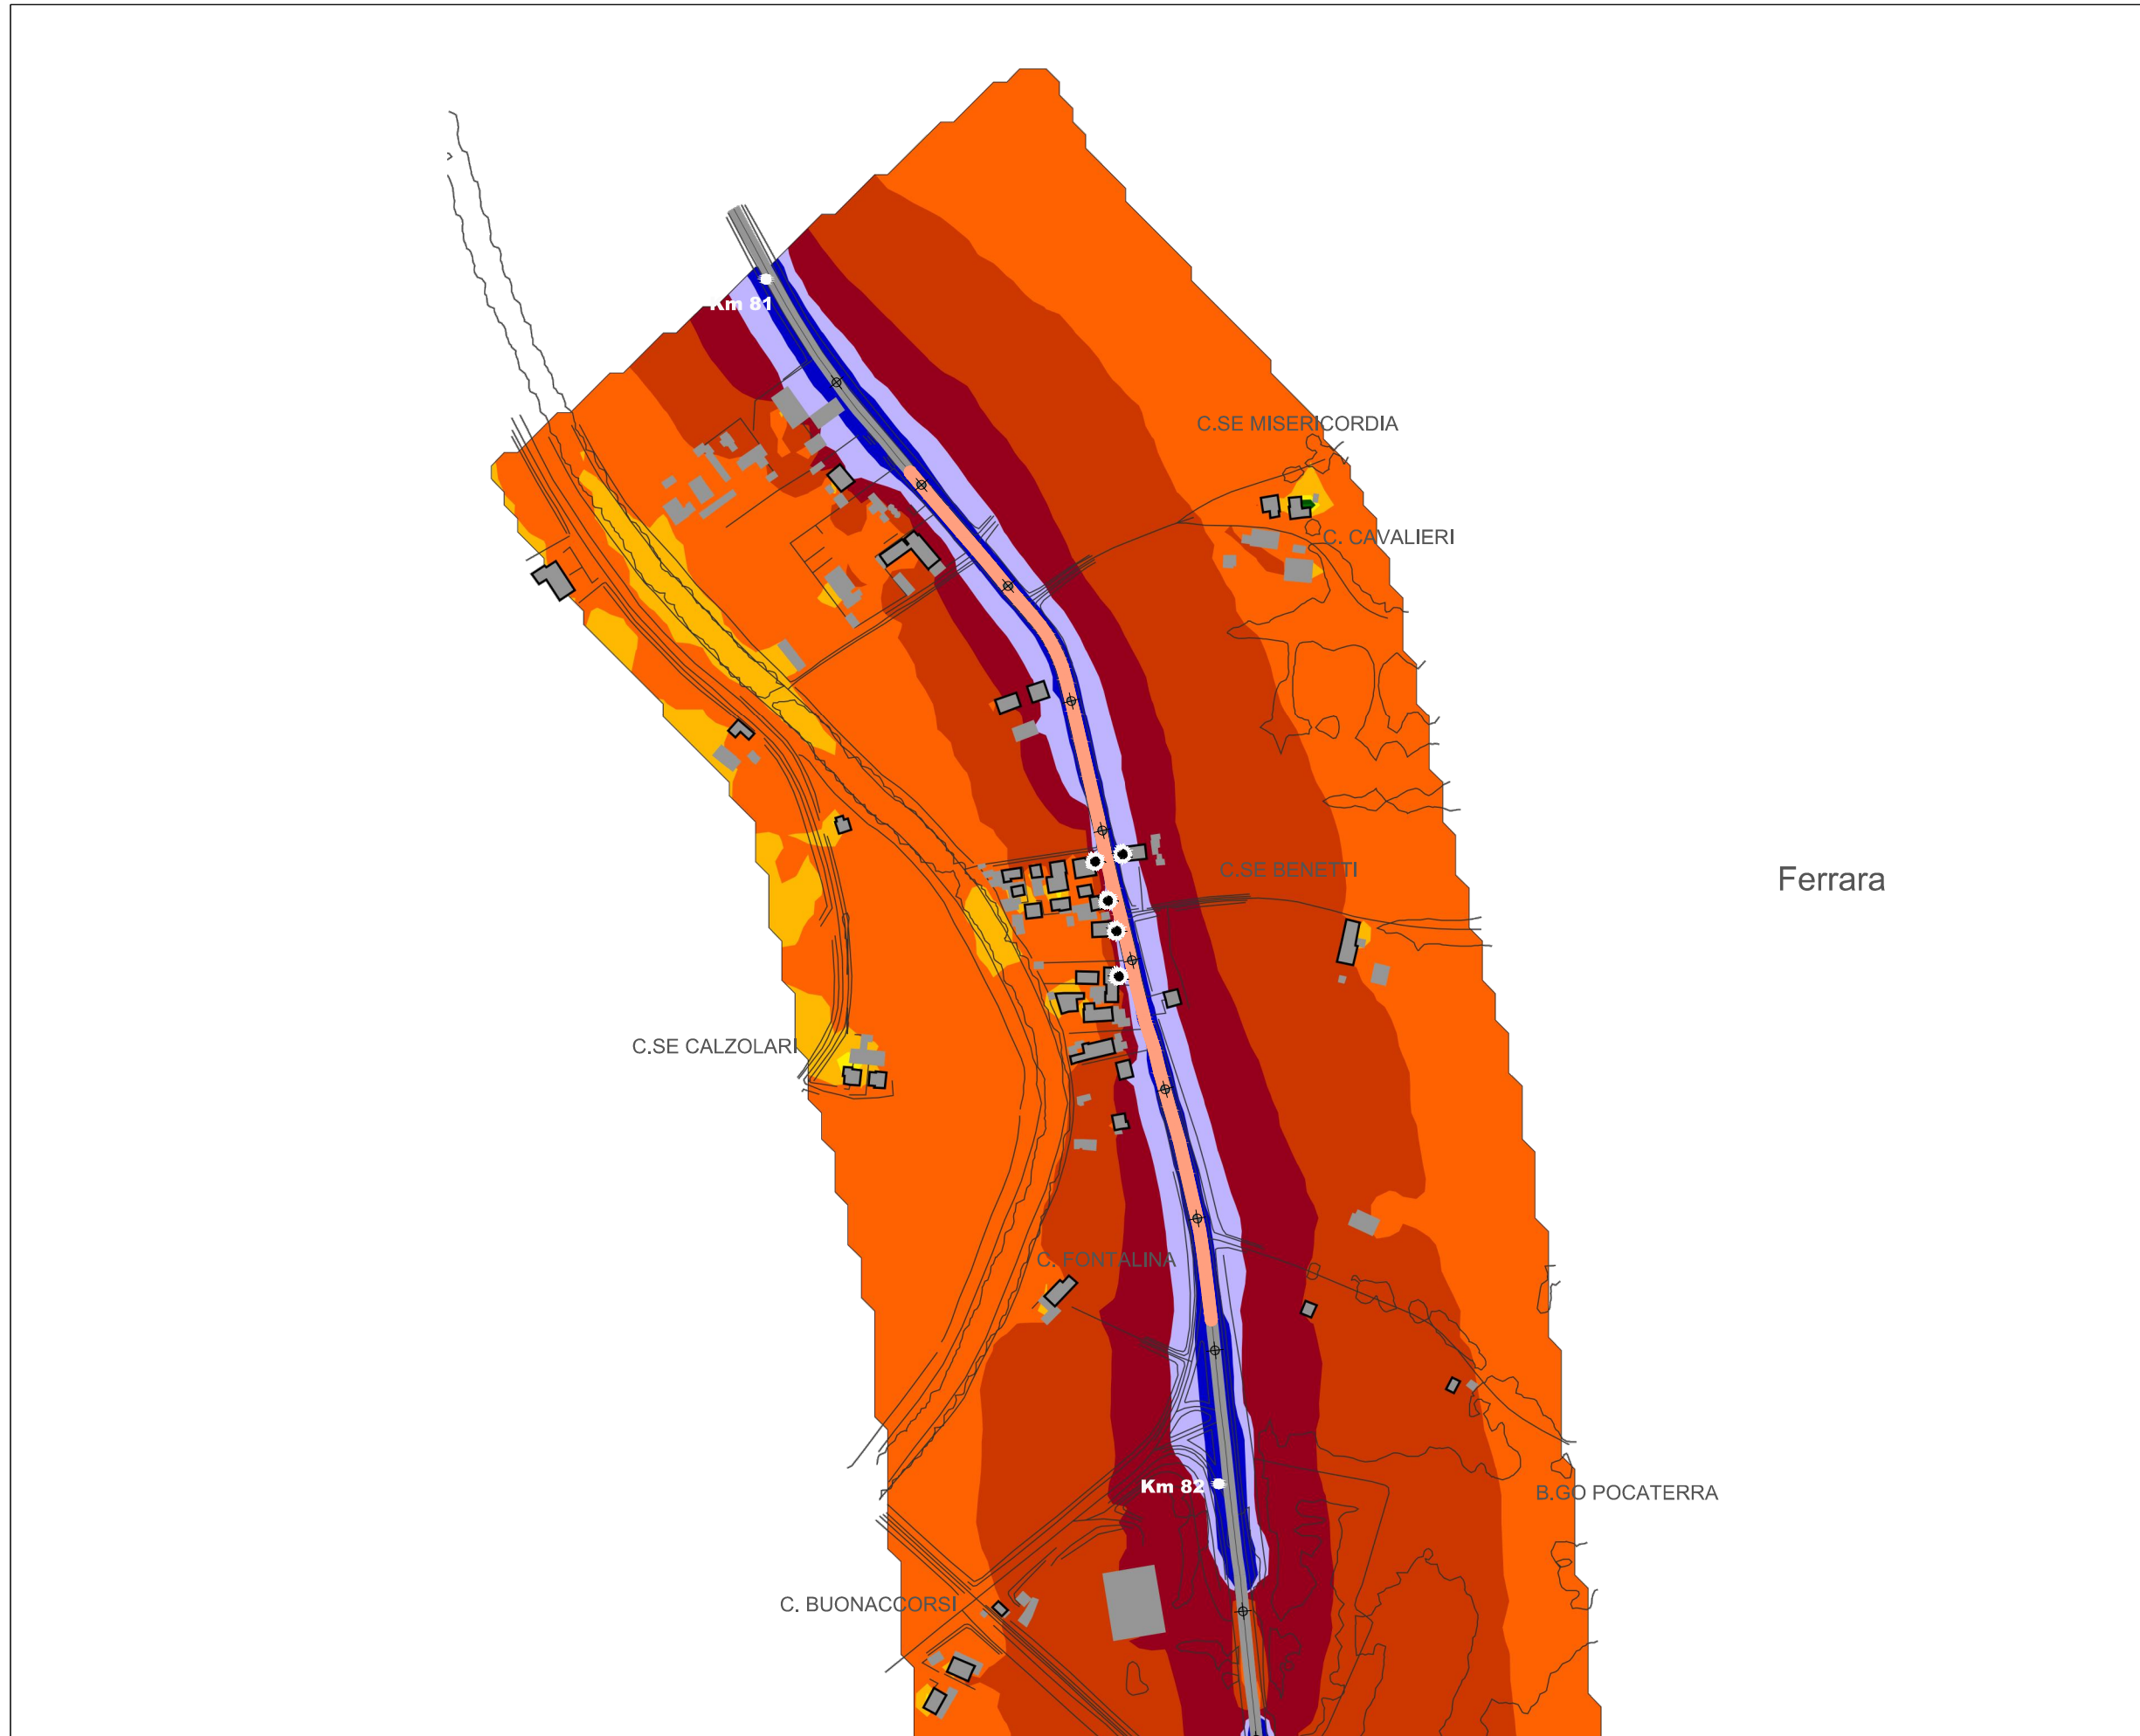 Km 81
C.SE MISERICORDIA
C. CAVALIERI
C.SE BENETTI
Ferrara
C.SE CALZOLARI
C. FONTALINA
Km 82
B.GO POCATERRA
C. BUONACCORSI